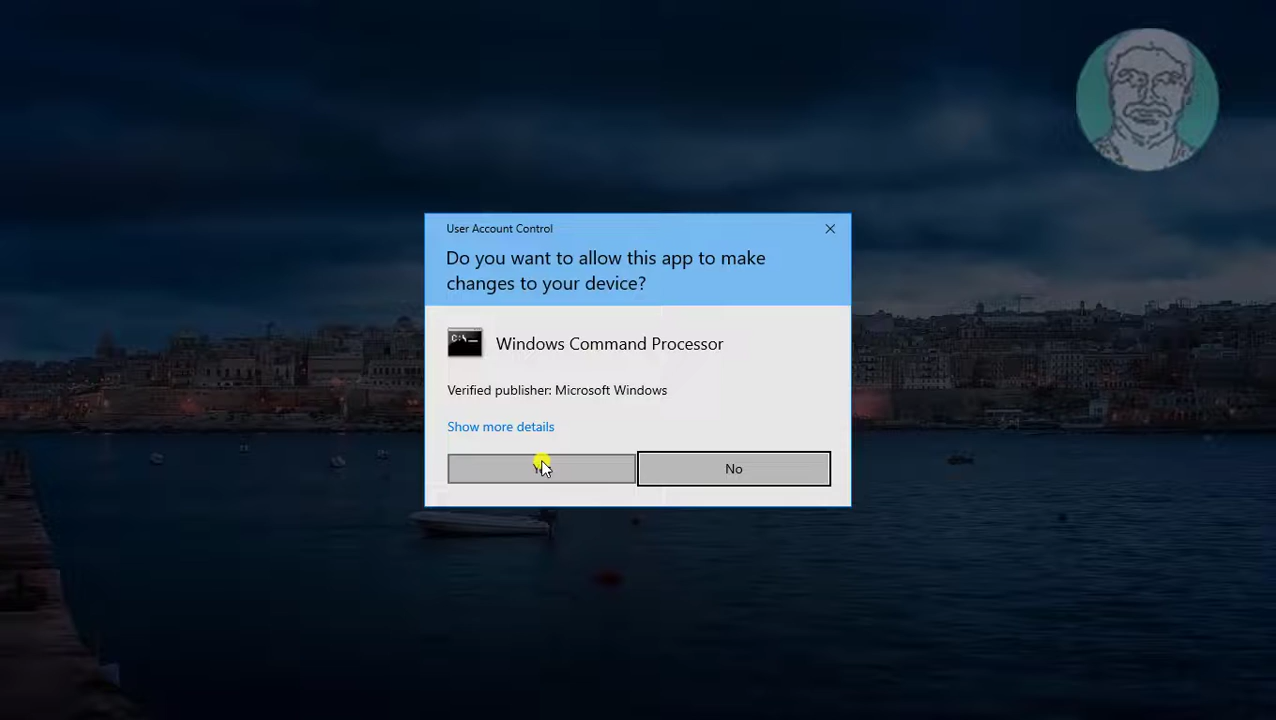 User Account Control
Do you want to allow this app to make
changes to your device?
C:\
Windows Command Processor
Verified publisher: Microsoft Windows
Show more details
No